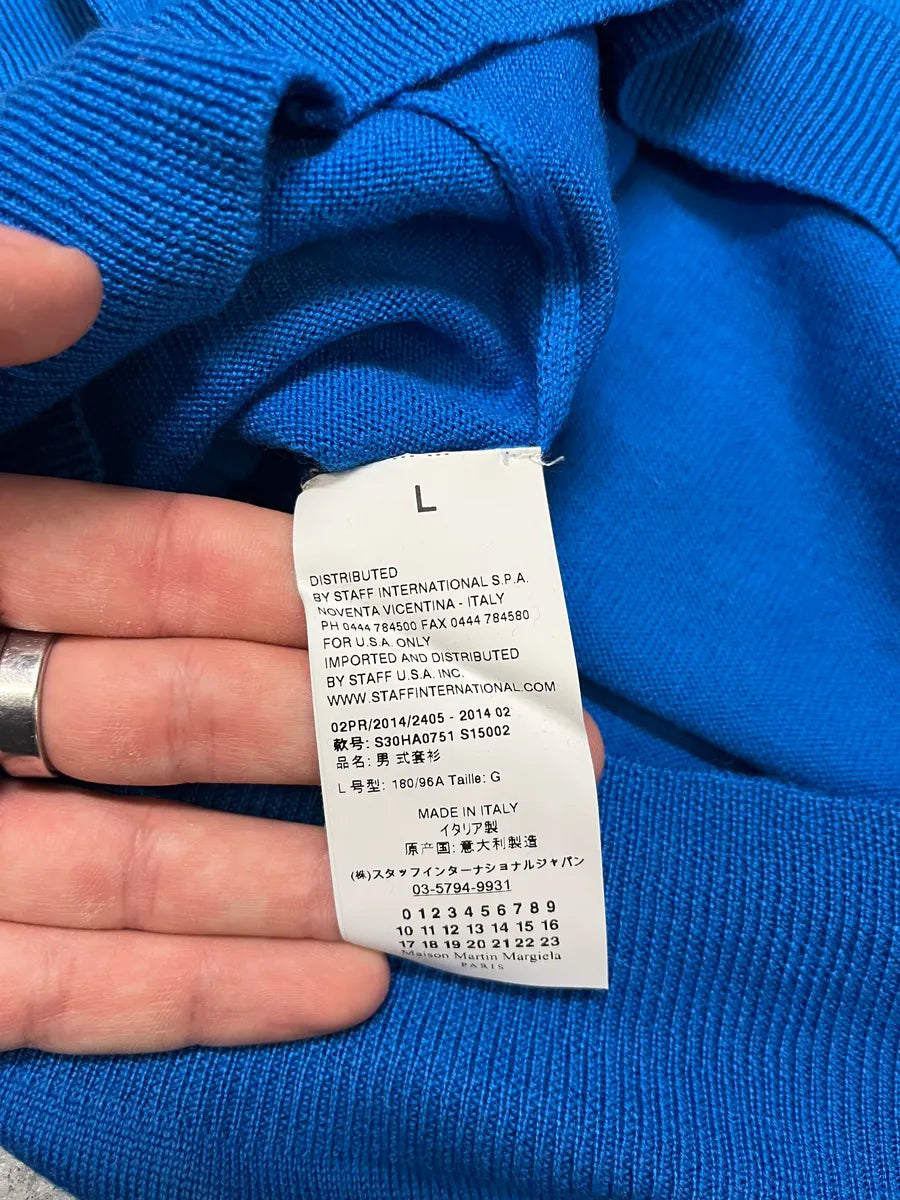 L
DISTRIBUTED
BY STAFF INTERNATIONAL S.P.A.
NOVENTA VICENTINA - ITALY
PH 0444 784500 FAX 0444 784580
FOR U.S.A. ONLY
IMPORTED AND DISTRIBUTED
BY STAFF U.S.A. INC.
WWW.STAFFINTERNATIONAL.COM
02PR/2014/2405 - 2014 02
款号: S30HA0751 S15002
品名: 男 式套衫
L 号型: 180/96A Taille: G
MADE IN ITALY
イタリア製
原产国: 意大利製造
(株)スタッフインターナショナルジャパン
03-5794-9931
0 1 2 3 4 5 6 7 8 9
10 11 12 13 14 15 16
17 18 19 20 21 22 23
Maison Martin Margiela
PARIS